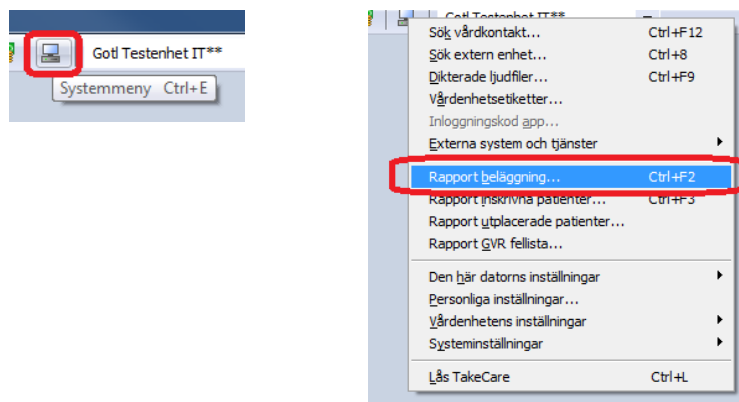 Gotl Testenhet IT**
Systemmeny Ctrl+E
Gotl Testenhet IT**
Sök vårdkontakt... Ctrl+F12
Sök extern enhet... Ctrl+8
Dikterade ljudfiler... Ctrl+F9
Vårdenhetsetiketter...
Inloggningskod app...
Externa system och tjänster
Rapport beläggning... Ctrl+F2
Rapport inskrivna patienter... Ctrl+F3
Rapport utplacerade patienter...
Rapport GVR fellista...
Den här datorns inställningar
Personliga inställningar...
Vårdenhetens inställningar
Systeminställningar
Lås TakeCare Ctrl+L